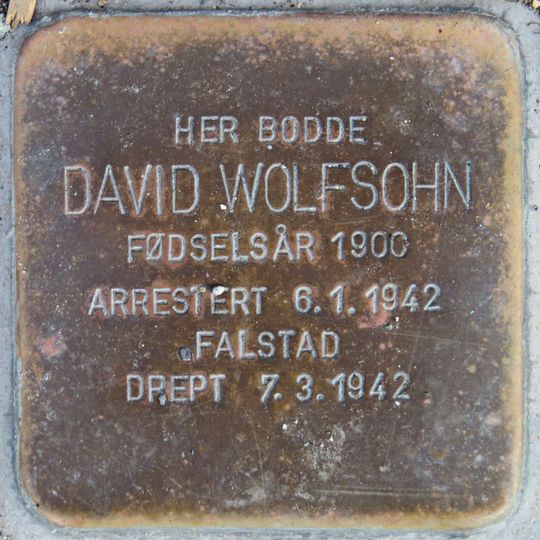 HER BODDE
DAVID WOLFSOHN
FØDSELSÅR 1900
ARRESTERT 6.1.1942
FALSTAD
DREPT 7.3.1942